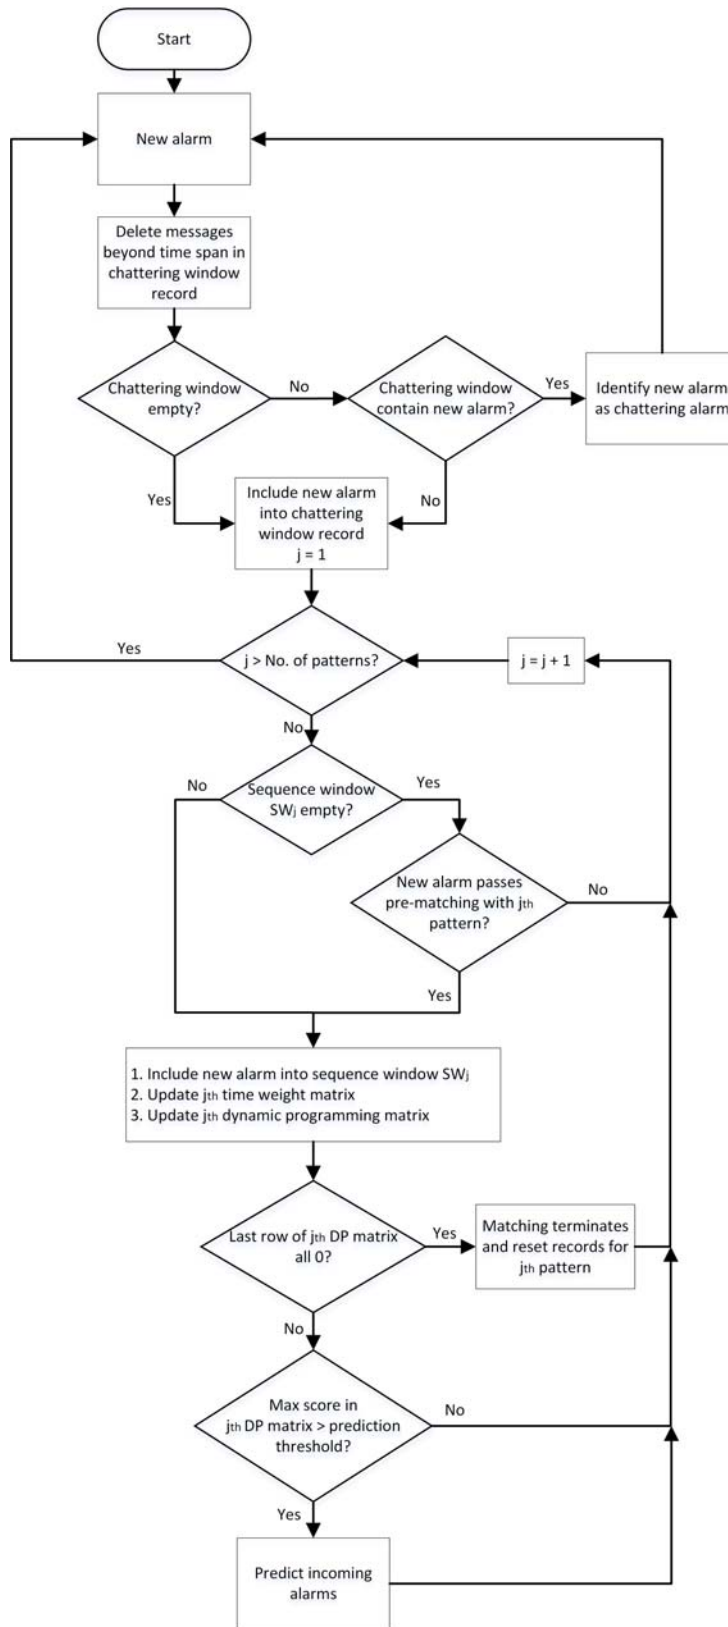 Start
New alarm
Delete messages
beyond time span in
chattering window
record
Chattering window
empty?
No
Chattering window
contain new alarm?
Yes
Identify new alarm
as chattering alarm
Yes
Include new alarm
into chattering
window record
j = 1
No
Yes
j > No. of patterns?
j = j + 1
No
No
Sequence window
SWj empty?
Yes
New alarm passes
pre-matching with jth
pattern?
No
Yes
1. Include new alarm into sequence window SWj
2. Update jth time weight matrix
3. Update jth dynamic programming matrix
Last row of jth DP matrix
all 0?
Yes
Matching terminates
and reset records for
jth pattern
No
Max score in
jth DP matrix > prediction
threshold?
No
Yes
Predict incoming
alarms